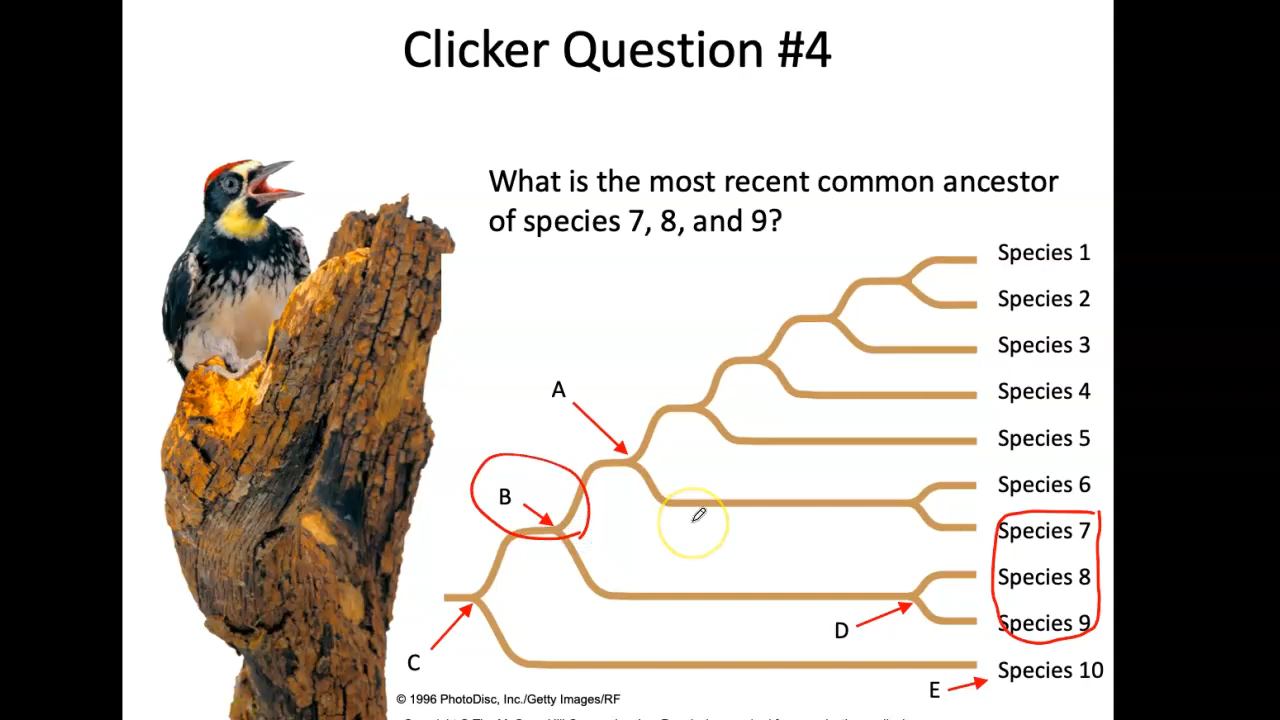 Clicker Question #4
What is the most recent common ancestor
of species 7, 8, and 9?
Species 1
Species 2
Species 3
A
Species 4
Species 5
Species 6
B
Species 7
Species 8
Species 9
D
C
Species 10
E
© 1996 PhotoDisc, Inc./Getty Images/RF